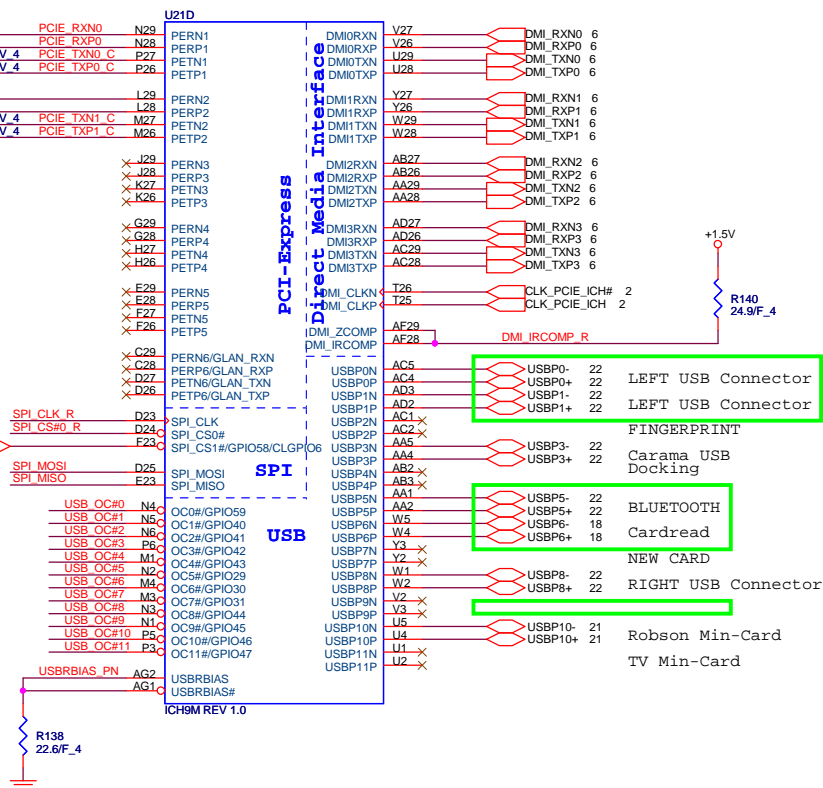 U21D
PCIE_RXN0 N29 PERN1 DMI0RXN V27 DMI_RXN0 6
PCIE_RXP0 N28 PERP1 DMI0RXP V26 DMI_RXP0 6
V_4 PCIE_TXN0_C P27 PETN1 DMI0TXN U29 DMI_TXN0 6
V_4 PCIE_TXP0_C P26 PETP1 DMI0TXP U28 DMI_TXP0 6
L29 PERN2 DMI1RXN Y27 DMI_RXN1 6
L28 PERP2 DMI1RXP Y26 DMI_RXP1 6
V_4 PCIE_TXN1_C M27 PETN2 DMI1TXN W29 DMI_TXN1 6
V_4 PCIE_TXP1_C M26 PETP2 DMI1TXP W28 DMI_TXP1 6
J29 PERN3 DMI2RXN AB27 DMI_RXN2 6
J28 PERP3 DMI2RXP AB26 DMI_RXP2 6
K27 PETN3 DMI2TXN AA29 DMI_TXN2 6
K26 PETP3 DMI2TXP AA28 DMI_TXP2 6
G29 PERN4 DMI3RXN AD27 DMI_RXN3 6
G28 PERP4 DMI3RXP AD26 DMI_RXP3 6
H27 PETN4 DMI3TXN AC29 DMI_TXN3 6
H26 PETP4 DMI3TXP AC28 DMI_TXP3 6
PCI-Express
Direct Media Interface
+1.5V
E29 PERN5 DMI_CLKN T26 CLK_PCIE_ICH# 2
E28 PERP5 DMI_CLKP T25 CLK_PCIE_ICH 2
F27 PETN5
F26 PETP5 DMI_ZCOMP AF29
DMI_IRCOMP AF28 DMI_IRCOMP_R
R140
24.9/F_4
C29 PERN6/GLAN_RXN USBP0N AC5 USBP0- 22
C28 PERP6/GLAN_RXP USBP0P AC4 USBP0+ 22 LEFT USB Connector
D27 PETN6/GLAN_TXN USBP1N AD3 USBP1- 22
D26 PETP6/GLAN_TXP USBP1P AD2 USBP1+ 22 LEFT USB Connector
SPI_CLK_R D23 SPI_CLK USBP2N AC1
SPI_CS#0_R D24 SPI_CS0# USBP2P AC2 FINGERPRINT
F23 SPI_CS1#/GPIO58/CLGPIO6 USBP3N AA5 USBP3- 22
USBP3P AA4 USBP3+ 22 Carama USB
SPI_MOSI D25 SPI_MOSI USBP4N AB2 Docking
SPI_MISO E23 SPI_MISO USBP4P AB3
SPI
USBP5N AA1 USBP5- 22
USB_OC#0 N4 OC0#/GPIO59 USBP5P AA2 USBP5+ 22 BLUETOOTH
USB_OC#1 N5 OC1#/GPIO40 USBP6N W5 USBP6- 18
USB_OC#2 N6 OC2#/GPIO41 USB USBP6P W4 USBP6+ 18 Cardread
USB_OC#3 P6 OC3#/GPIO42 USBP7N Y3
USB_OC#4 M1 OC4#/GPIO43 USBP7P Y2 NEW CARD
USB_OC#5 N2 OC5#/GPIO29 USBP8N W1 USBP8- 22
USB_OC#6 M4 OC6#/GPIO30 USBP8P W2 USBP8+ 22 RIGHT USB Connector
USB_OC#7 M3 OC7#/GPIO31 USBP9N V2
USB_OC#8 N3 OC8#/GPIO44 USBP9P V3
USB_OC#9 N1 OC9#/GPIO45 USBP10N U5 USBP10- 21
USB_OC#10 P5 OC10#/GPIO46 USBP10P U4 USBP10+ 21 Robson Min-Card
USB_OC#11 P3 OC11#/GPIO47 USBP11N U1
USBP11P U2 TV Min-Card
USBRBIAS_PN AG2 USBRBIAS
AG1 USBRBIAS#
ICH9M REV 1.0
R138
22.6/F_4